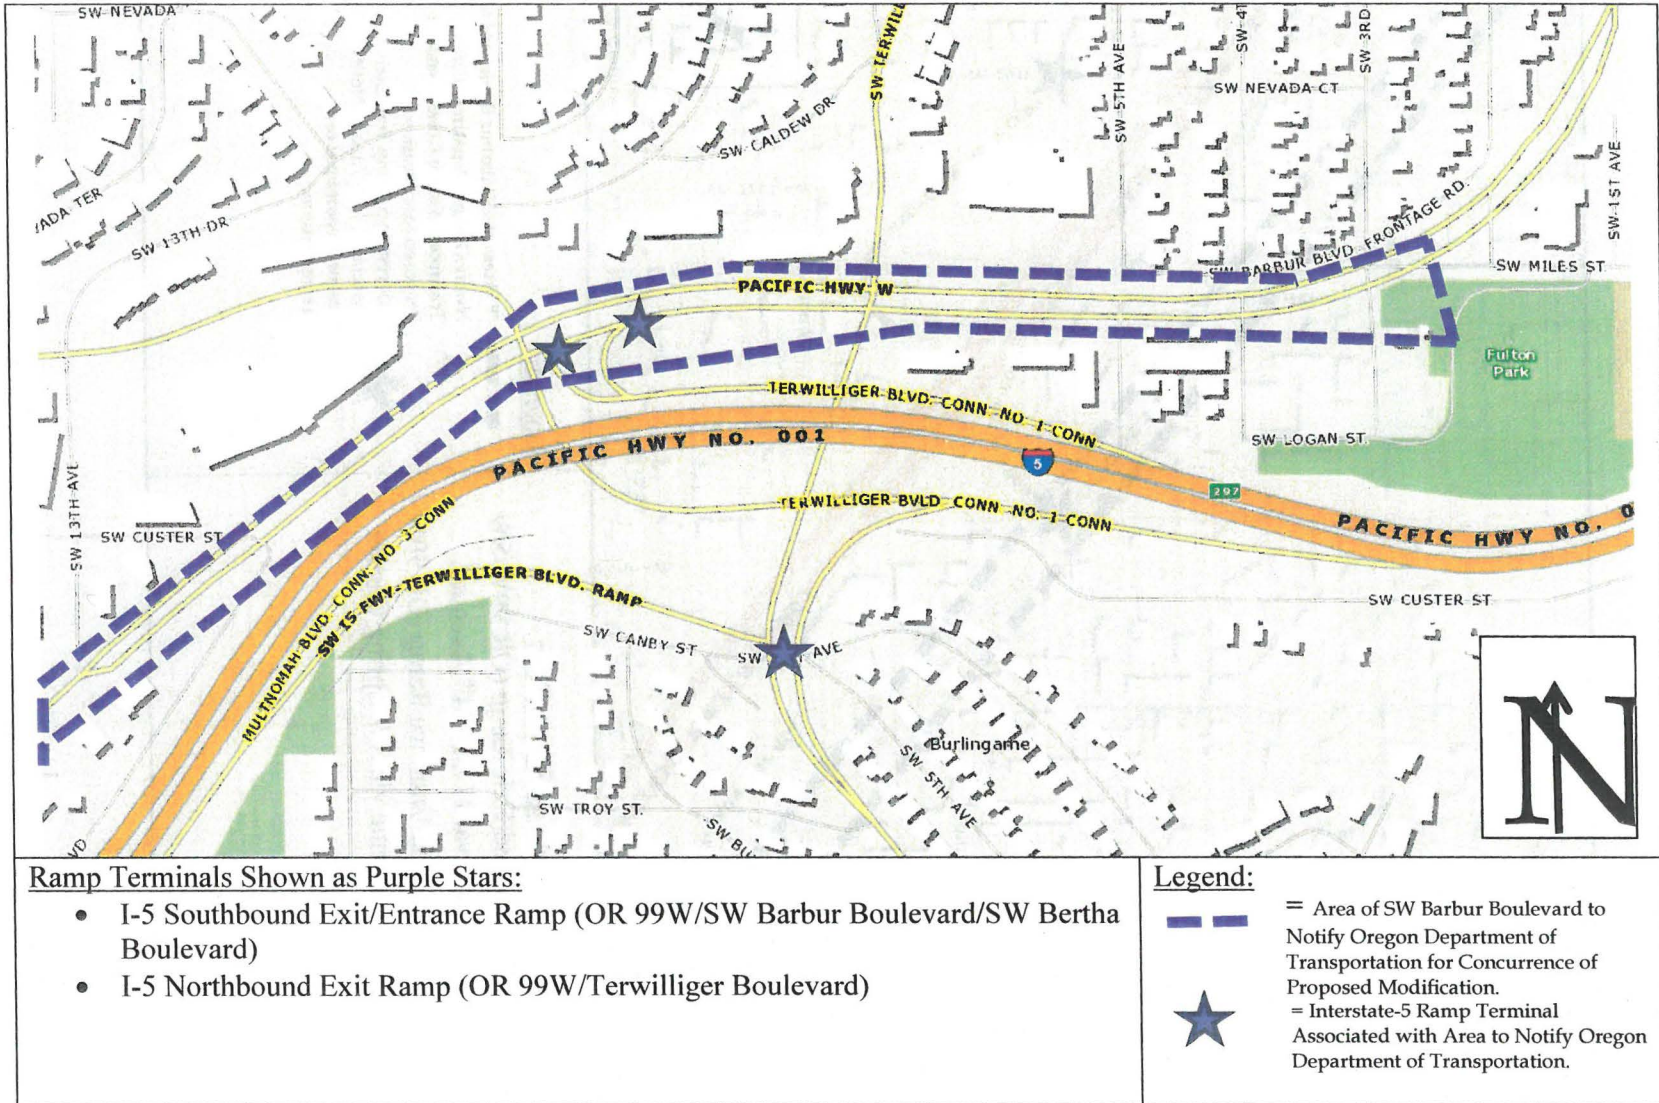 SW NEVADA
SW TERWILL
SW 5TH AVE
SW 3RD
SW NEVADA CT
SW CALDEW DR
SW 1ST AVE
SW 13TH DR
SW BARBUR BLVD. FRONTAGE RD.
SW MILES ST
PACIFIC HWY W
Fulton
Park
TERWILLIGER BLVD. CONN. NO. 1 CONN
SW LOGAN ST.
PACIFIC HWY NO. 001
5
297
SW 13TH AVE
TERWILLIGER BVLD CONN NO. 1 CONN
PACIFIC HWY NO. 0
SW CUSTER ST
MULTNOMAH BLVD. CONN. NO 3 CONN
SW I5 FWY-TERWILLIGER BLVD. RAMP
SW CUSTER ST
SW CANBY ST
SW
AVE
Burlingame
SW 5TH AVE
SW TROY ST.
N
Ramp Terminals Shown as Purple Stars:
• I-5 Southbound Exit/Entrance Ramp (OR 99W/SW Barbur Boulevard/SW Bertha
Boulevard)
• I-5 Northbound Exit Ramp (OR 99W/Terwilliger Boulevard)
Legend:
= Area of SW Barbur Boulevard to
Notify Oregon Department of
Transportation for Concurrence of
Proposed Modification.
= Interstate-5 Ramp Terminal
Associated with Area to Notify Oregon
Department of Transportation.